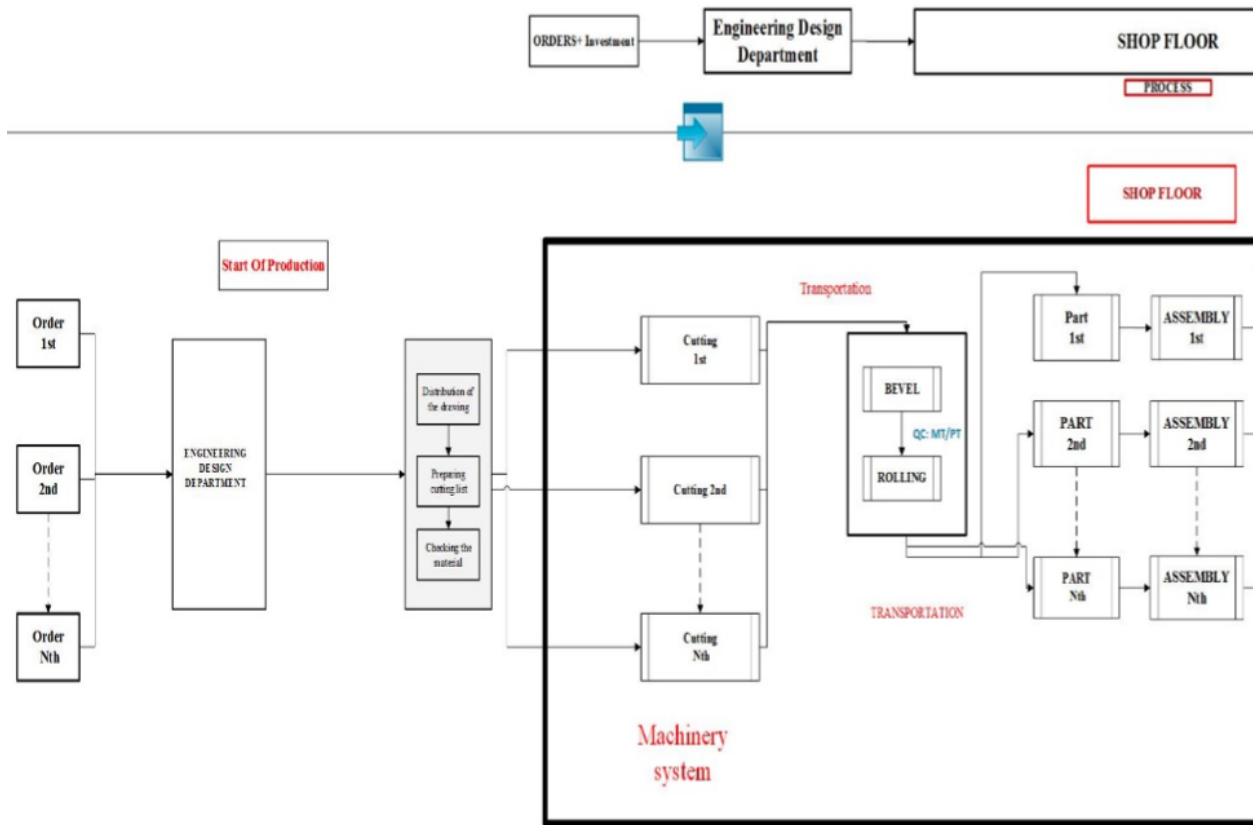 ORDERS+ Investment
Engineering Design
Department
SHOP FLOOR
PROCESS
SHOP FLOOR
Start Of Production
Order
1st
Order
2nd
Order
Nth
ENGINEERING
DESIGN
DEPARTMENT
Distribution of
the drawing
Preparing
cutting list
Checking the
material
Cutting
1st
Cutting 2nd
Cutting
Nth
Machinery
system
Transportation
BEVEL
QC: MT/PT
ROLLING
TRANSPORTATION
Part
1st
PART
2nd
PART
Nth
ASSEMBLY
1st
ASSEMBLY
2nd
ASSEMBLY
Nth